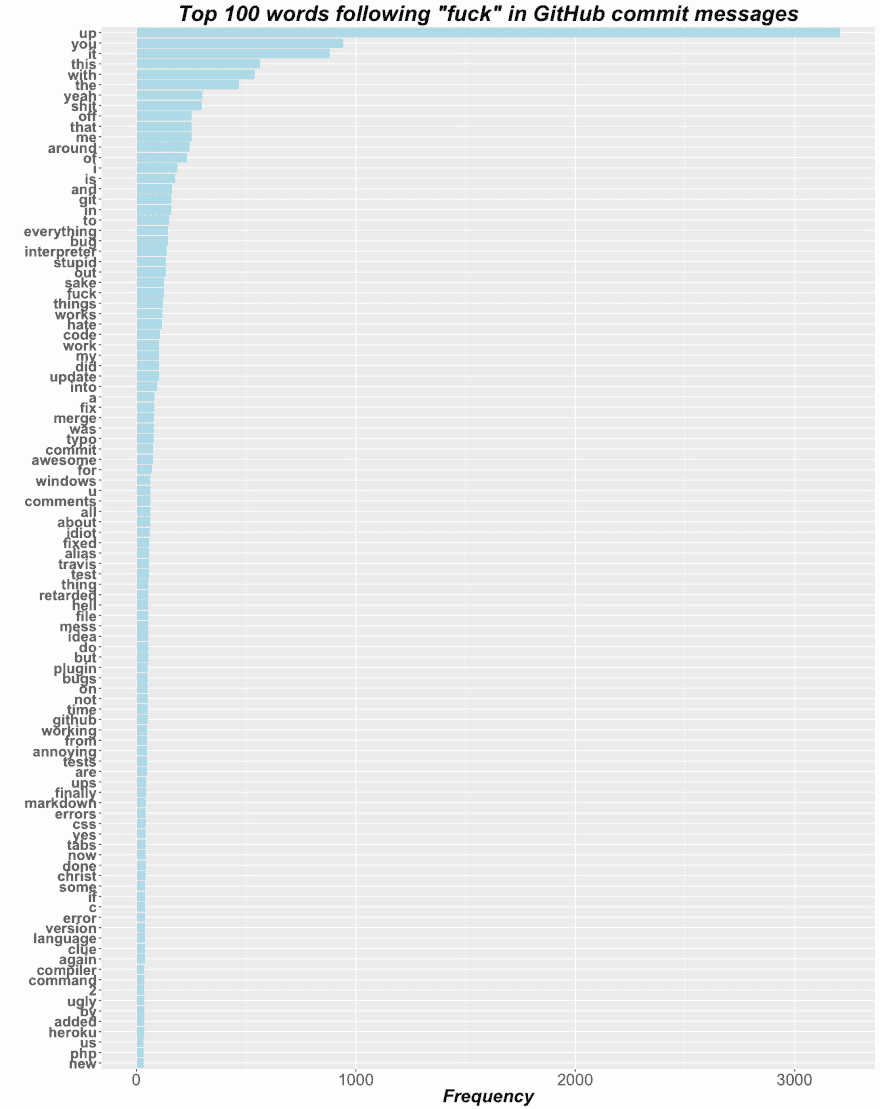 Top 100 words following "fuck" in GitHub commit messages
up
you
it
this
with
the
yeah
shit
off
that
me
around
of
i
is
and
git
in
to
everything
bug
interpreter
stupid
out
sake
fuck
things
works
hate
code
work
my
did
update
into
a
fix
merge
was
typo
commit
awesome
for
windows
u
comments
all
about
idiot
fixed
alias
travis
test
thing
retarded
hell
file
mess
idea
do
but
plugin
bugs
on
not
time
github
working
from
annoying
tests
are
ups
finally
markdown
errors
css
yes
tabs
now
done
christ
some
if
c
error
version
language
clue
again
compiler
command
2
ugly
by
added
heroku
us
php
new
0 1000 2000 3000
Frequency